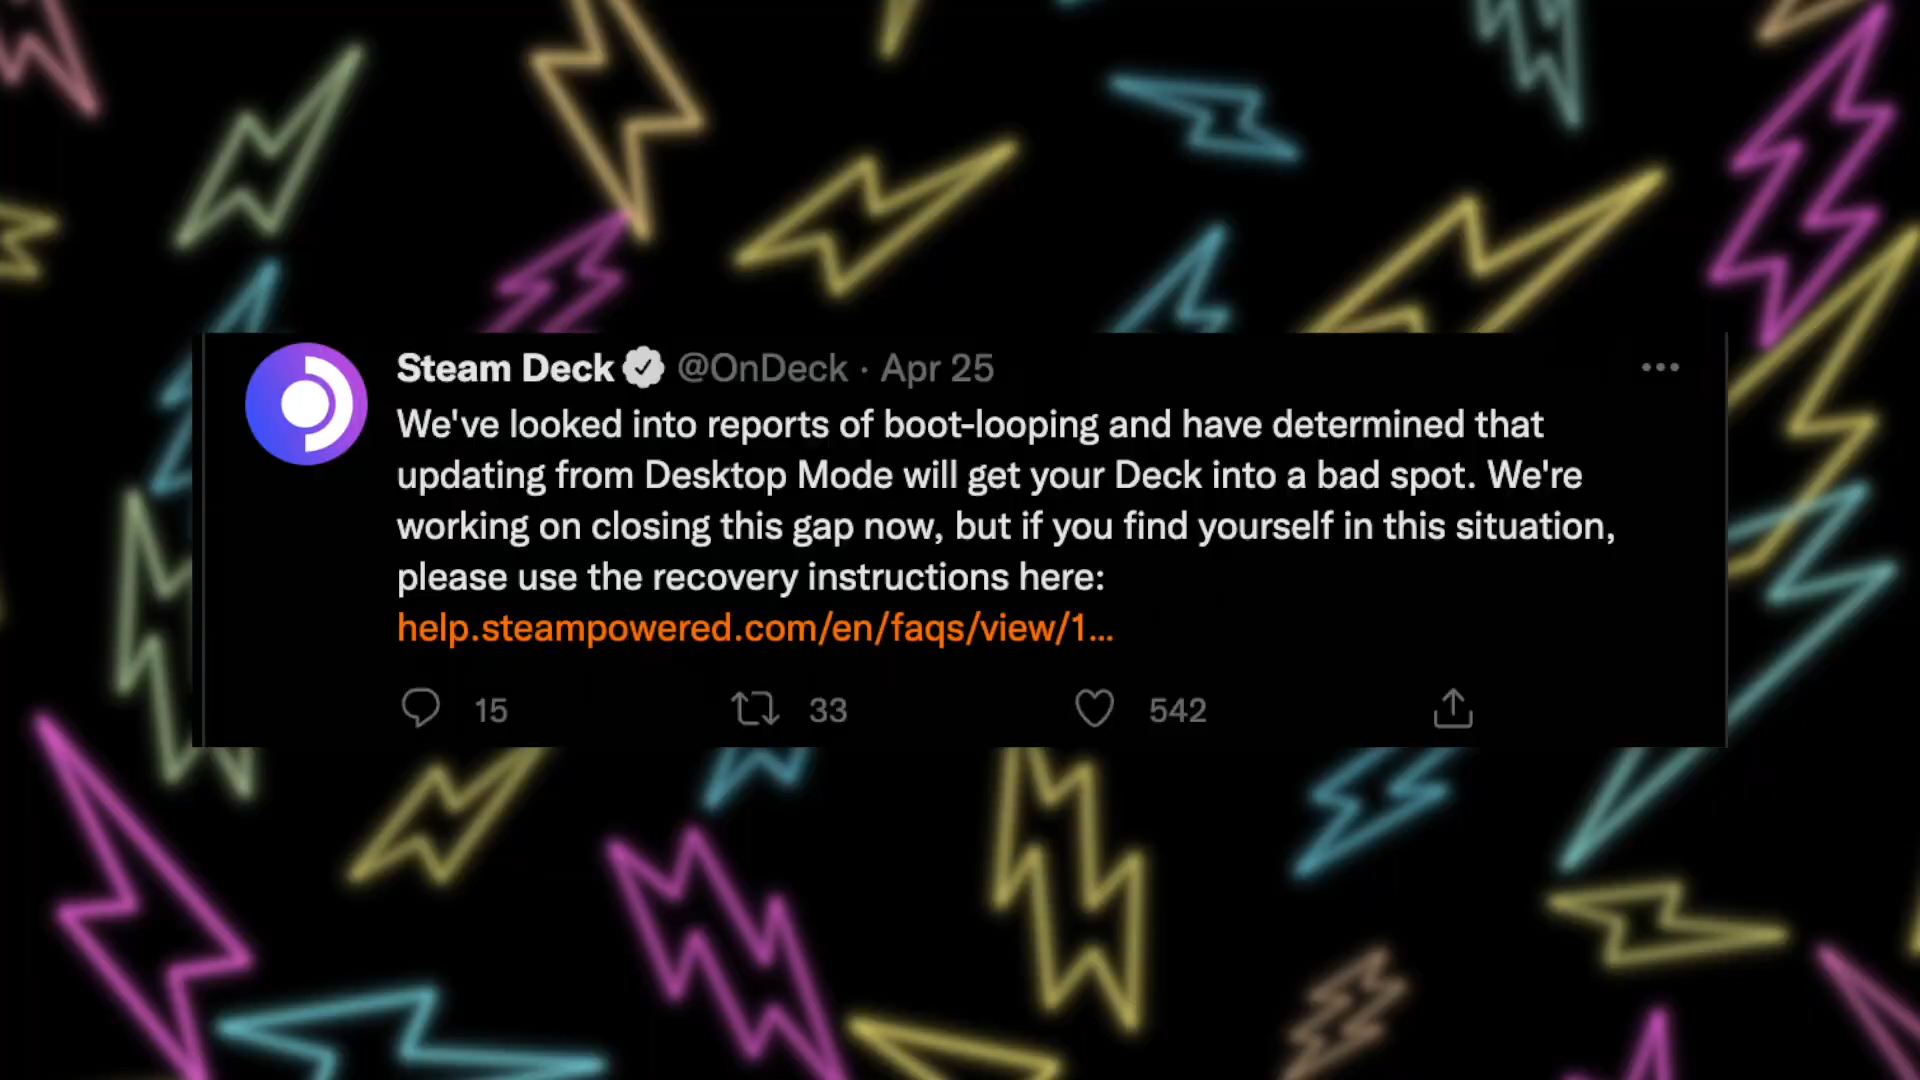 Steam Deck @OnDeck · Apr 25
We've looked into reports of boot-looping and have determined that
updating from Desktop Mode will get your Deck into a bad spot. We're
working on closing this gap now, but if you find yourself in this situation,
please use the recovery instructions here:
help.steampowered.com/en/faqs/view/1...
15 33 542